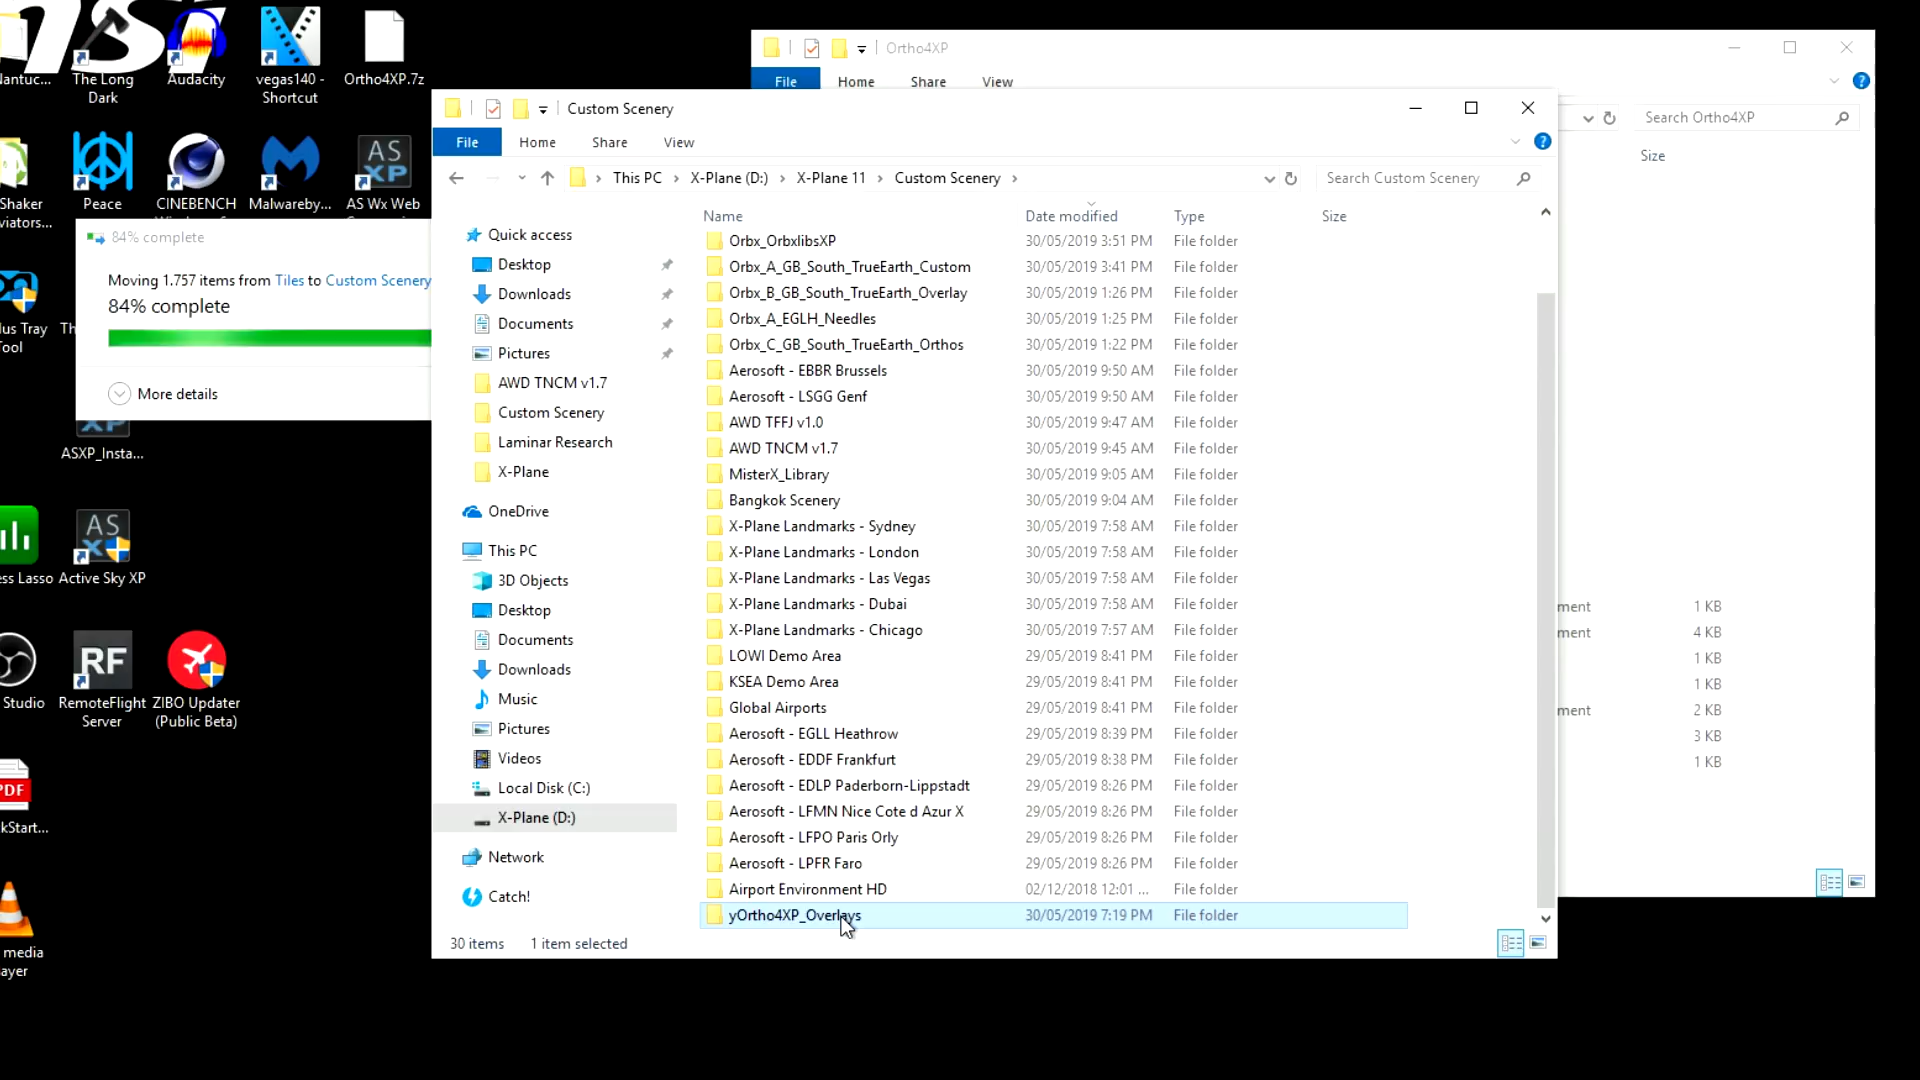 Nantuc...
The Long
Dark
Audacity
vegas140 -
Shortcut
Ortho4XP.7z
Shaker
viators...
Peace
CINEBENCH
Malwareby...
AS
XP
AS Wx Web
lus Tray
Tool
Th
84% complete
Moving 1.757 items from Tiles to Custom Scenery
84% complete
More details
XP
ASXP_Insta...
ess Lasso
AS
X
Active Sky XP
Studio
RF
RemoteFlight
Server
ZIBO Updater
(Public Beta)
PDF
kStart...
media
ayer
Ortho4XP
File
Home
Share
View
Search Ortho4XP
Size
ment
1 KB
ment
4 KB
1 KB
1 KB
ment
2 KB
3 KB
1 KB
Custom Scenery
File
Home
Share
View
This PC > X-Plane (D:) > X-Plane 11 > Custom Scenery >
Search Custom Scenery
Quick access
Desktop
Downloads
Documents
Pictures
AWD TNCM v1.7
Custom Scenery
Laminar Research
X-Plane
OneDrive
This PC
3D Objects
Desktop
Documents
Downloads
Music
Pictures
Videos
Local Disk (C:)
X-Plane (D:)
Network
Catch!
Name Date modified Type Size
Orbx_OrbxlibsXP 30/05/2019 3:51 PM File folder
Orbx_A_GB_South_TrueEarth_Custom 30/05/2019 3:41 PM File folder
Orbx_B_GB_South_TrueEarth_Overlay 30/05/2019 1:26 PM File folder
Orbx_A_EGLH_Needles 30/05/2019 1:25 PM File folder
Orbx_C_GB_South_TrueEarth_Orthos 30/05/2019 1:22 PM File folder
Aerosoft - EBBR Brussels 30/05/2019 9:50 AM File folder
Aerosoft - LSGG Genf 30/05/2019 9:50 AM File folder
AWD TFFJ v1.0 30/05/2019 9:47 AM File folder
AWD TNCM v1.7 30/05/2019 9:45 AM File folder
MisterX_Library 30/05/2019 9:05 AM File folder
Bangkok Scenery 30/05/2019 9:04 AM File folder
X-Plane Landmarks - Sydney 30/05/2019 7:58 AM File folder
X-Plane Landmarks - London 30/05/2019 7:58 AM File folder
X-Plane Landmarks - Las Vegas 30/05/2019 7:58 AM File folder
X-Plane Landmarks - Dubai 30/05/2019 7:58 AM File folder
X-Plane Landmarks - Chicago 30/05/2019 7:57 AM File folder
LOWI Demo Area 29/05/2019 8:41 PM File folder
KSEA Demo Area 29/05/2019 8:41 PM File folder
Global Airports 29/05/2019 8:41 PM File folder
Aerosoft - EGLL Heathrow 29/05/2019 8:39 PM File folder
Aerosoft - EDDF Frankfurt 29/05/2019 8:38 PM File folder
Aerosoft - EDLP Paderborn-Lippstadt 29/05/2019 8:26 PM File folder
Aerosoft - LFMN Nice Cote d Azur X 29/05/2019 8:26 PM File folder
Aerosoft - LFPO Paris Orly 29/05/2019 8:26 PM File folder
Aerosoft - LPFR Faro 29/05/2019 8:26 PM File folder
Airport Environment HD 02/12/2018 12:01 ... File folder
yOrtho4XP_Overlays 30/05/2019 7:19 PM File folder
30 items 1 item selected